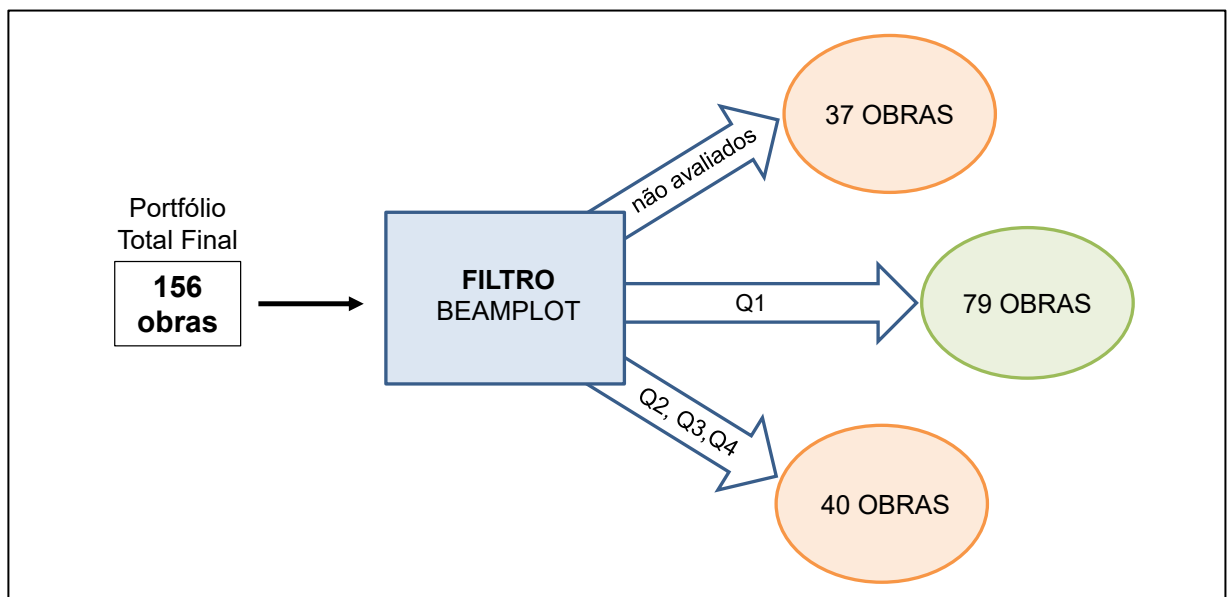 Portfólio
Total Final
156
obras
FILTRO
BEAMPLOT
não avaliados
37 OBRAS
Q1
79 OBRAS
Q2, Q3,Q4
40 OBRAS